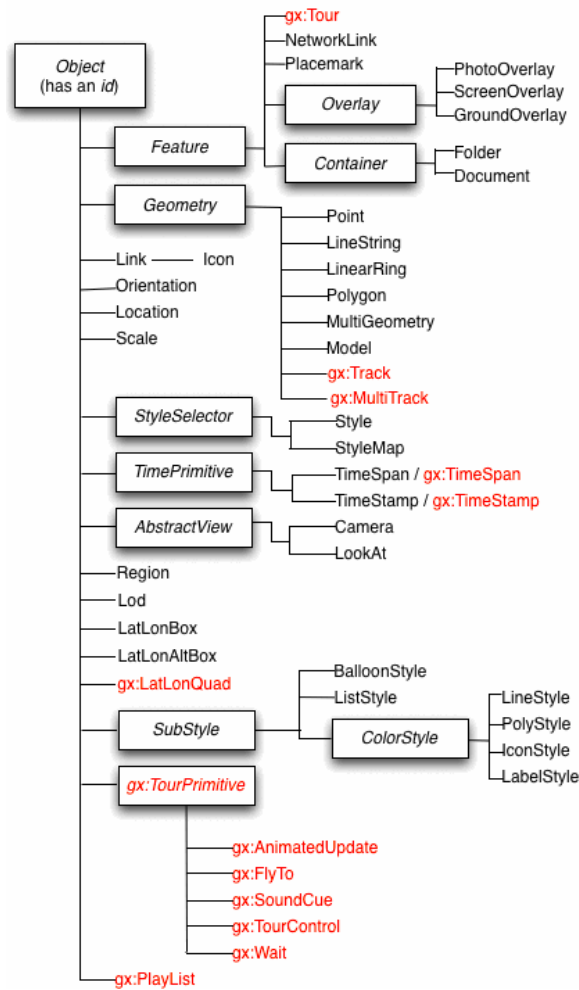 Object
(has an id)
gx:Tour
NetworkLink
Placemark
Overlay
PhotoOverlay
ScreenOverlay
GroundOverlay
Feature
Container
Folder
Document
Geometry
Point
LineString
LinearRing
Polygon
MultiGeometry
Model
gx:Track
gx:MultiTrack
Link
Icon
Orientation
Location
Scale
StyleSelector
Style
StyleMap
TimePrimitive
TimeSpan / gx:TimeSpan
TimeStamp / gx:TimeStamp
AbstractView
Camera
LookAt
Region
Lod
LatLonBox
LatLonAltBox
gx:LatLonQuad
SubStyle
BalloonStyle
ListStyle
ColorStyle
LineStyle
PolyStyle
IconStyle
LabelStyle
gx:TourPrimitive
gx:AnimatedUpdate
gx:FlyTo
gx:SoundCue
gx:TourControl
gx:Wait
gx:PlayList